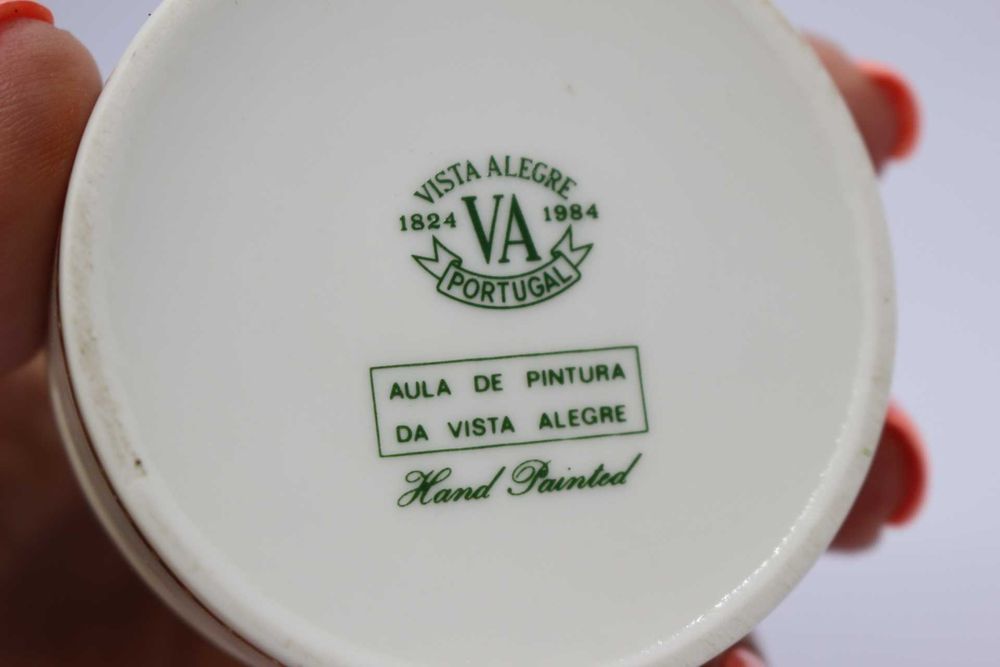 VISTA ALEGRE
1824 VA 1984
PORTUGAL
AULA DE PINTURA
DA VISTA ALEGRE
Hand Painted